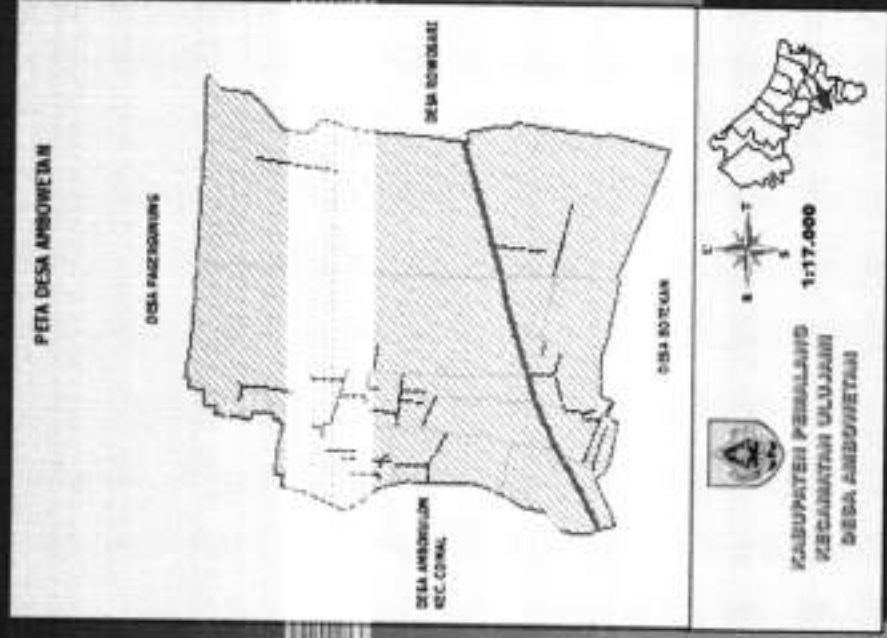 PETA DESA AMBOWETAN
DESA PAGERGUNUNG
DESA ROWOSARI
DESA AMBOKULON
KEC. COMAL
DESA BOTEKAN
U
B
T
S
1:17.000
KABUPATEN PEMALANG
KECAMATAN ULUJAMI
DESA AMBOWETAN